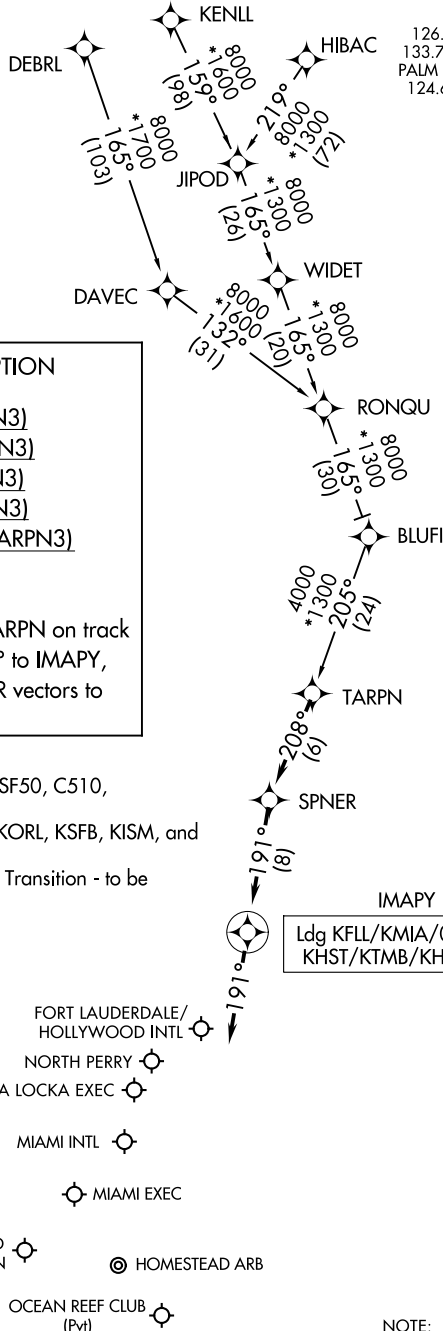 KENLL
126.
133.7
PALM
124.6
HIBAC
DEBRL
8000
*1600
159°
(98)
219°
8000
*1300
(72)
8000
*1700
165°
(103)
JIPOD
8000
*1300
165°
(26)
WIDET
DAVEC
8000
*1600
132°
(31)
8000
*1300
165°
(20)
RONQU
8000
*1300
165°
(30)
PTION
N3)
PN3)
N3)
N3)
TARPN3)
BLUFI
4000
*1300
205°
(24)
ARPN on track
° to IMAPY,
R vectors to
TARPN
208°
(6)
SF50, C510,
SPNER
KORL, KSFB, KISM, and
191°
(8)
Transition - to be
IMAPY
Ldg KFLL/KMIA/
KHST/KTMB/KH
191°
FORT LAUDERDALE/
HOLLYWOOD INTL
NORTH PERRY
A LOCKA EXEC
MIAMI INTL
MIAMI EXEC
N
HOMESTEAD ARB
OCEAN REEF CLUB
(Pvt)
NOTE: